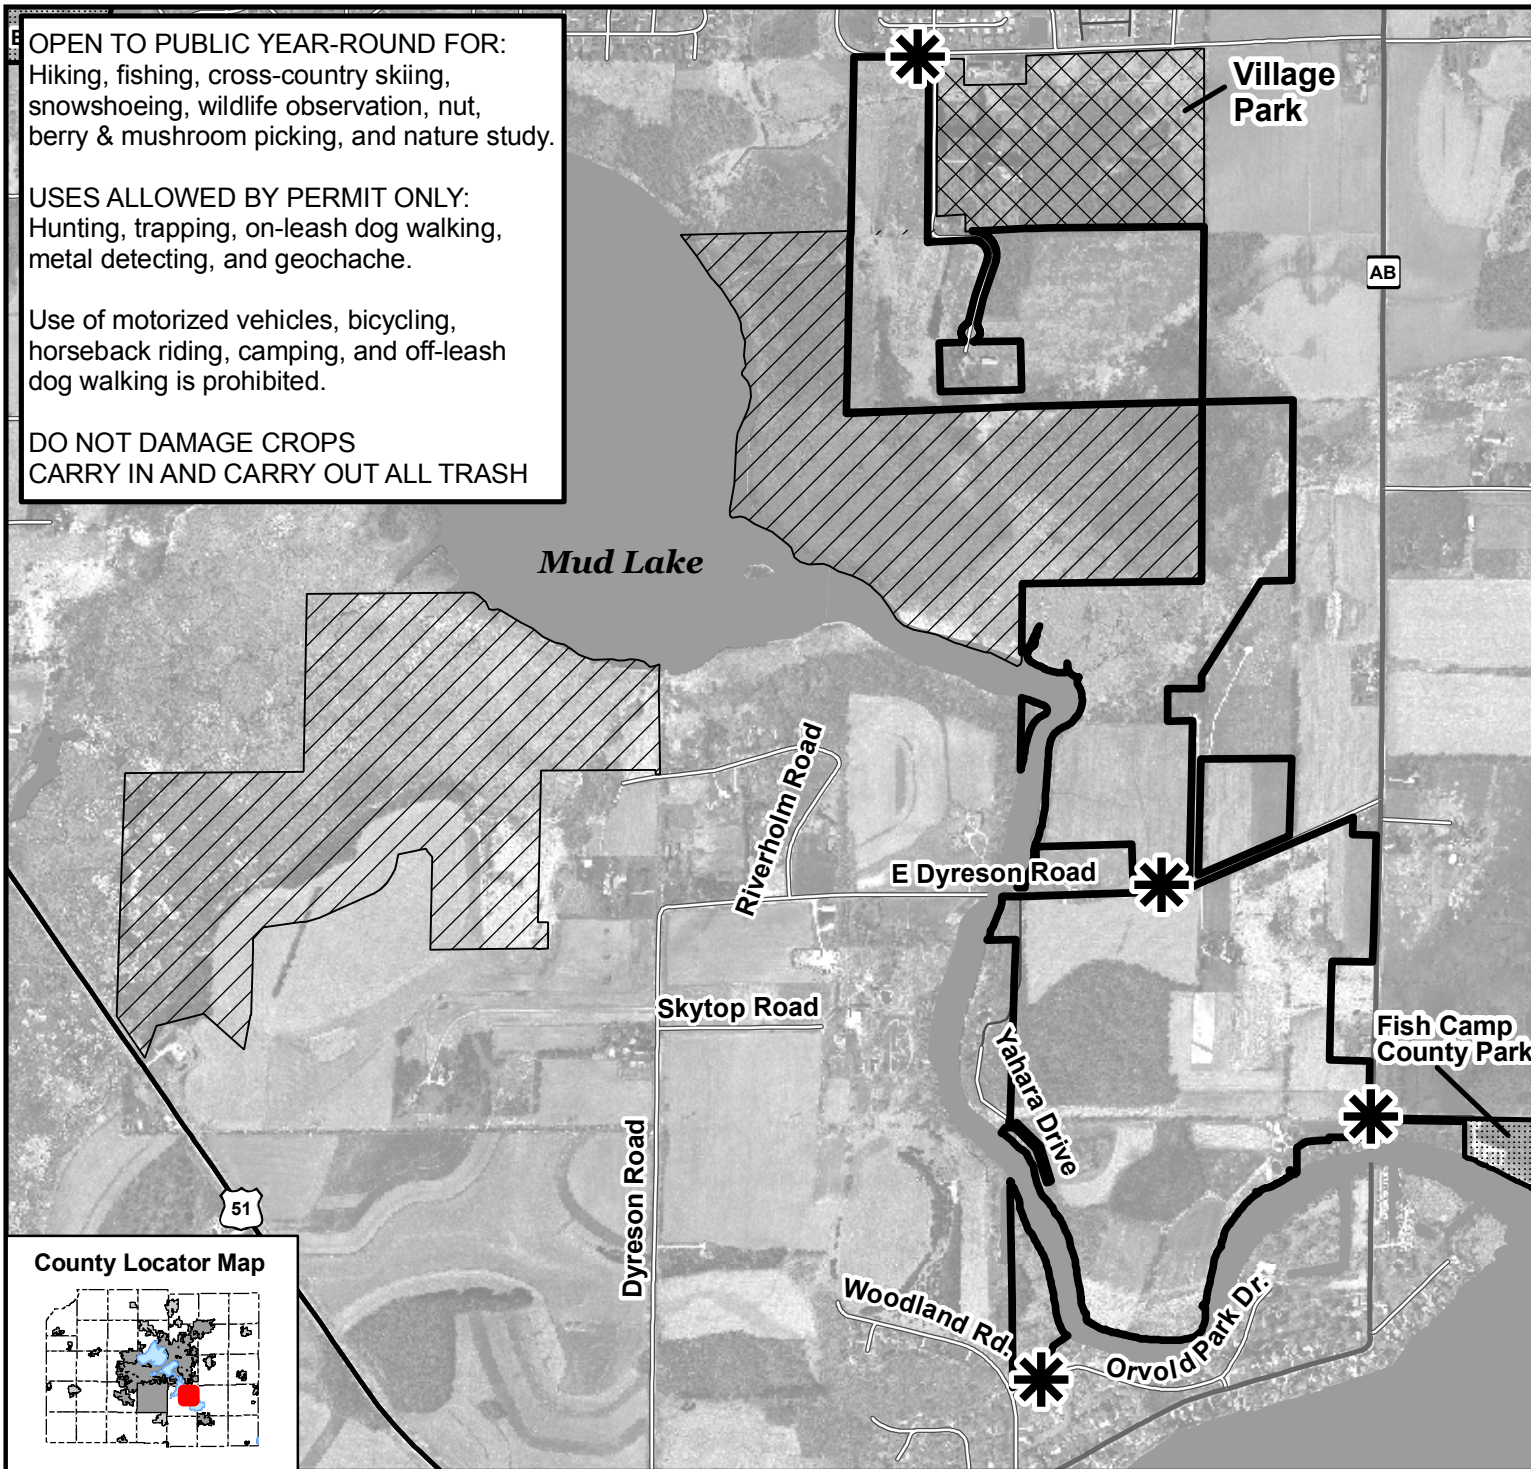 OPEN TO PUBLIC YEAR-ROUND FOR:
Hiking, fishing, cross-country skiing,
snowshoeing, wildlife observation, nut,
berry & mushroom picking, and nature study.
USES ALLOWED BY PERMIT ONLY:
Hunting, trapping, on-leash dog walking,
metal detecting, and geochache.
Use of motorized vehicles, bicycling,
horseback riding, camping, and off-leash
dog walking is prohibited.
DO NOT DAMAGE CROPS
CARRY IN AND CARRY OUT ALL TRASH
Village
Park
AB
Mud Lake
Riverholm Road
E Dyreson Road
Skytop Road
Yahara Drive
Fish Camp
County Park
Dyreson Road
51
Woodland Rd.
Orvold Park Dr.
County Locator Map